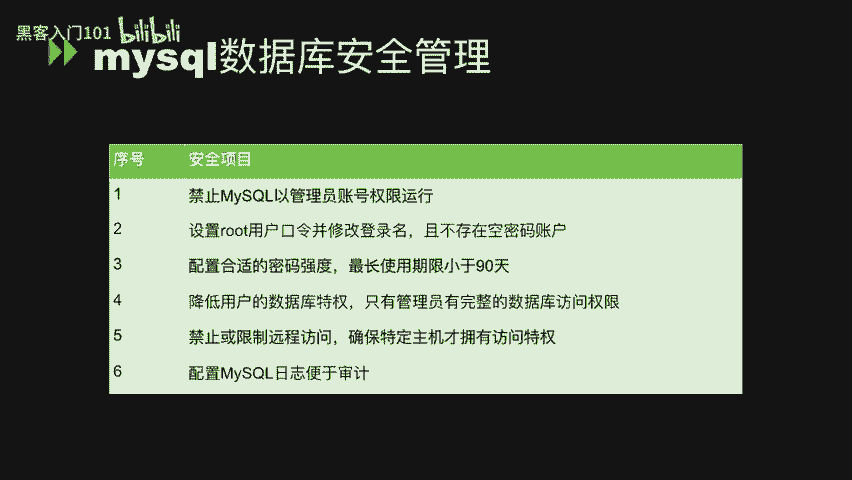 黑客入门101 bilibili
mysql数据库安全管理
序号 安全项目
1 禁止MySQL以管理员账号权限运行
2 设置root用户口令并修改登录名，且不存在空密码账户
3 配置合适的密码强度，最长使用期限小于90天
4 降低用户的数据库特权，只有管理员有完整的数据库访问权限
5 禁止或限制远程访问，确保特定主机才拥有访问特权
6 配置MySQL日志便于审计